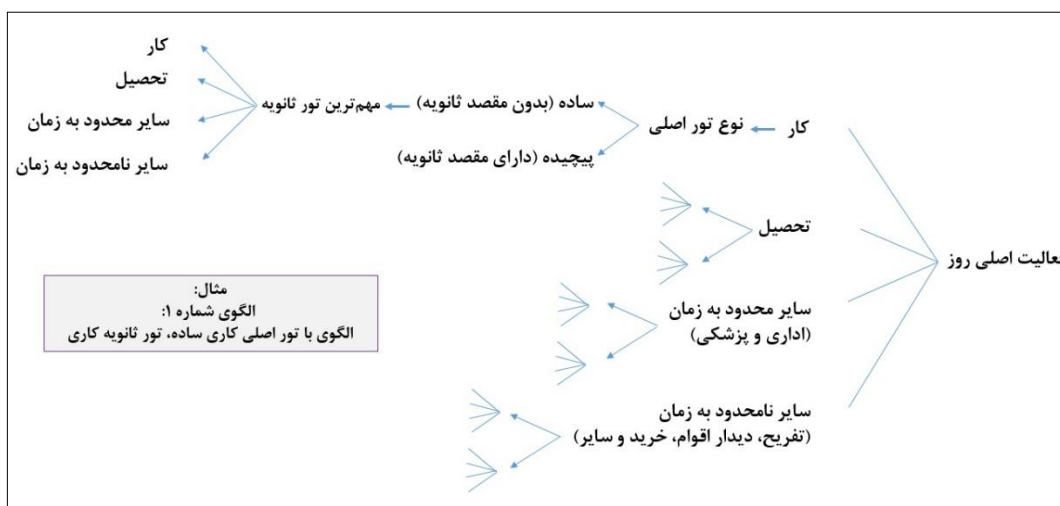 فعالیت اصلی روز
کار
نوع تور اصلی
ساده (بدون مقصد ثانویه)
پیچیده (دارای مقصد ثانویه)
مهم‌ترین تور ثانویه
کار
تحصیل
سایر محدود به زمان
سایر نامحدود به زمان
تحصیل
سایر محدود به زمان
(اداری و پزشکی)
سایر نامحدود به زمان
(تفریح، دیدار اقوام، خرید و سایر)
مثال:
الگوی شماره ۱:
الگوی با تور اصلی کاری ساده، تور ثانویه کاری